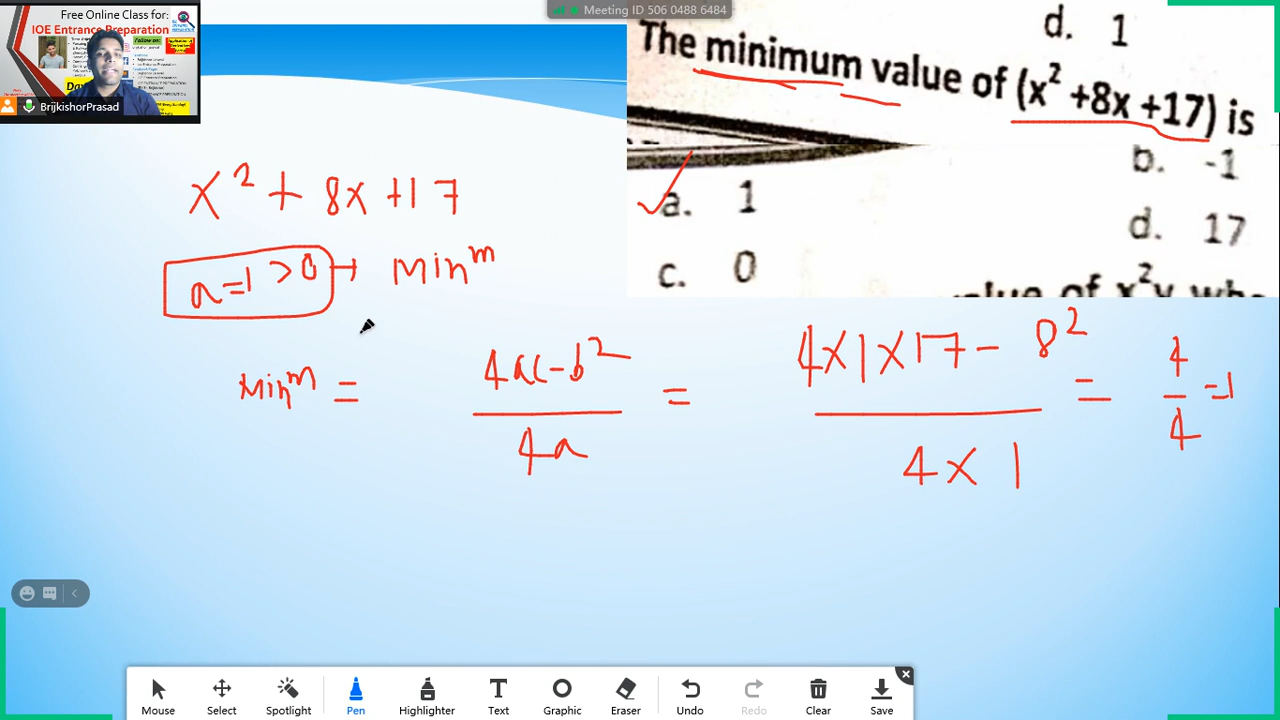 Free Online Class for:
IOE Entrance Preparation
Follow on:
BrijkishorPrasad
Meeting ID 506 0488 6484
d. 1
The minimum value of (x² +8x +17) is
a. 1
b. -1
c. 0
d. 17
x² + 8x + 17
a=1 >0 → Minᵐ
Minᵐ = 4ac-b²/4a = 4×1×17 - 8²/4×1 = 4/4 = 1
Mouse
Select
Spotlight
Pen
Highlighter
Text
Graphic
Eraser
Undo
Redo
Clear
Save